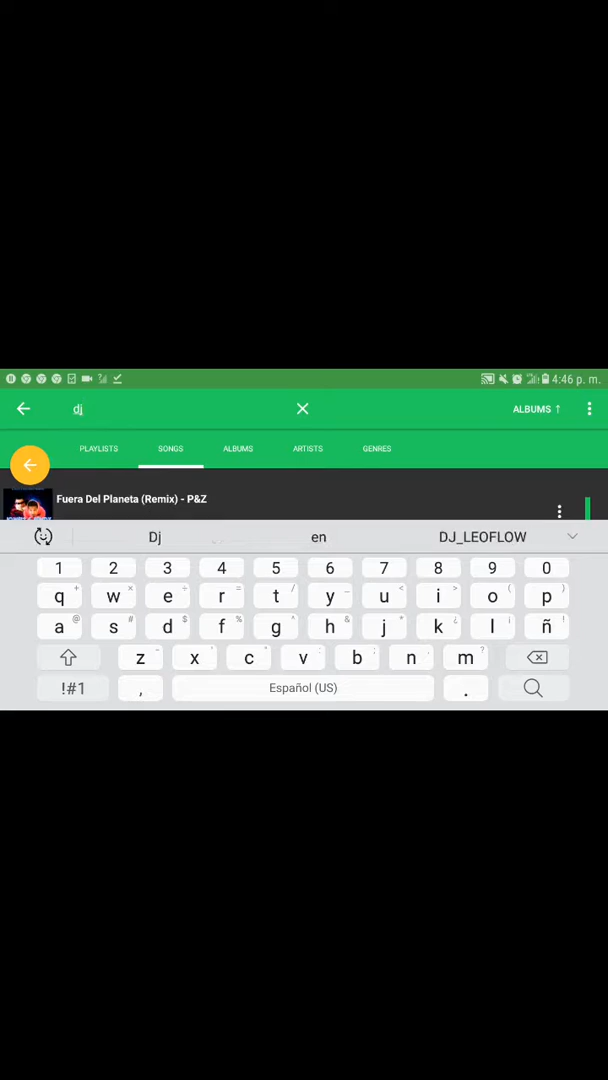 4:46 p. m.
dj
ALBUMS ↑
PLAYLISTS SONGS ALBUMS ARTISTS GENRES
Fuera Del Planeta (Remix) - P&Z
Dj en DJ_LEOFLOW
1 2 3 4 5 6 7 8 9 0
q w e r t y u i o p
a s d f g h j k l ñ
z x c v b n m
!#1 , Español (US) .